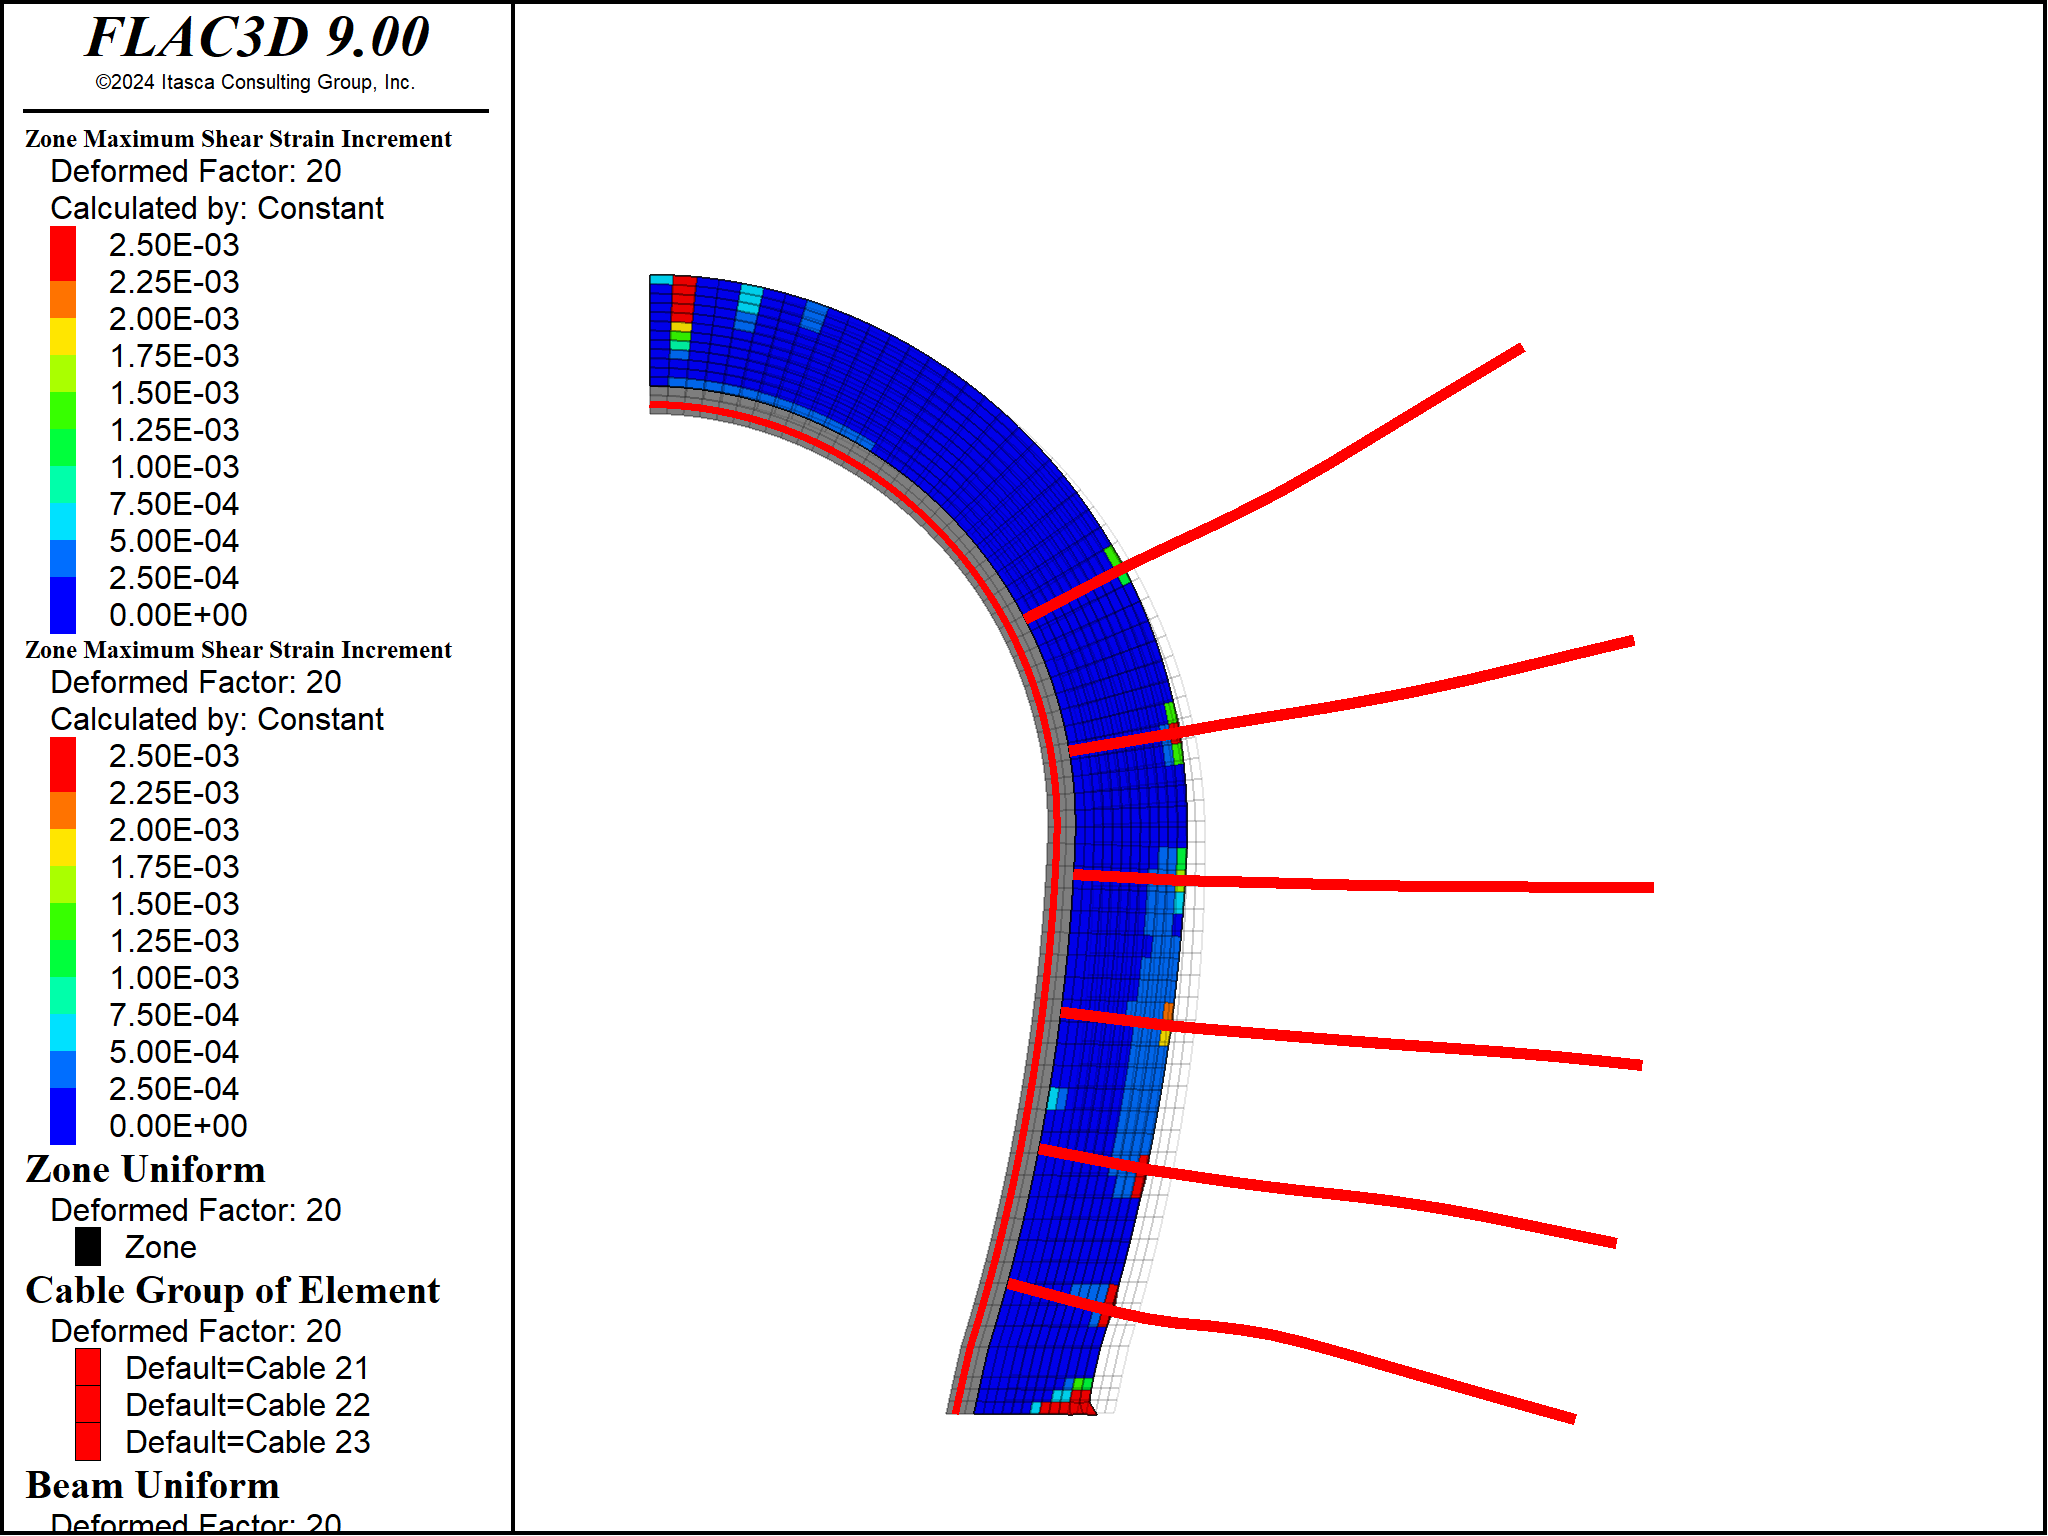 FLAC3D 9.00
©2024 Itasca Consulting Group, Inc.
Zone Maximum Shear Strain Increment
Deformed Factor: 20
Calculated by: Constant
2.50E-03
2.25E-03
2.00E-03
1.75E-03
1.50E-03
1.25E-03
1.00E-03
7.50E-04
5.00E-04
2.50E-04
0.00E+00
Zone Maximum Shear Strain Increment
Deformed Factor: 20
Calculated by: Constant
2.50E-03
2.25E-03
2.00E-03
1.75E-03
1.50E-03
1.25E-03
1.00E-03
7.50E-04
5.00E-04
2.50E-04
0.00E+00
Zone Uniform
Deformed Factor: 20
Zone
Cable Group of Element
Deformed Factor: 20
Default=Cable 21
Default=Cable 22
Default=Cable 23
Beam Uniform
Deformed Factor: 20